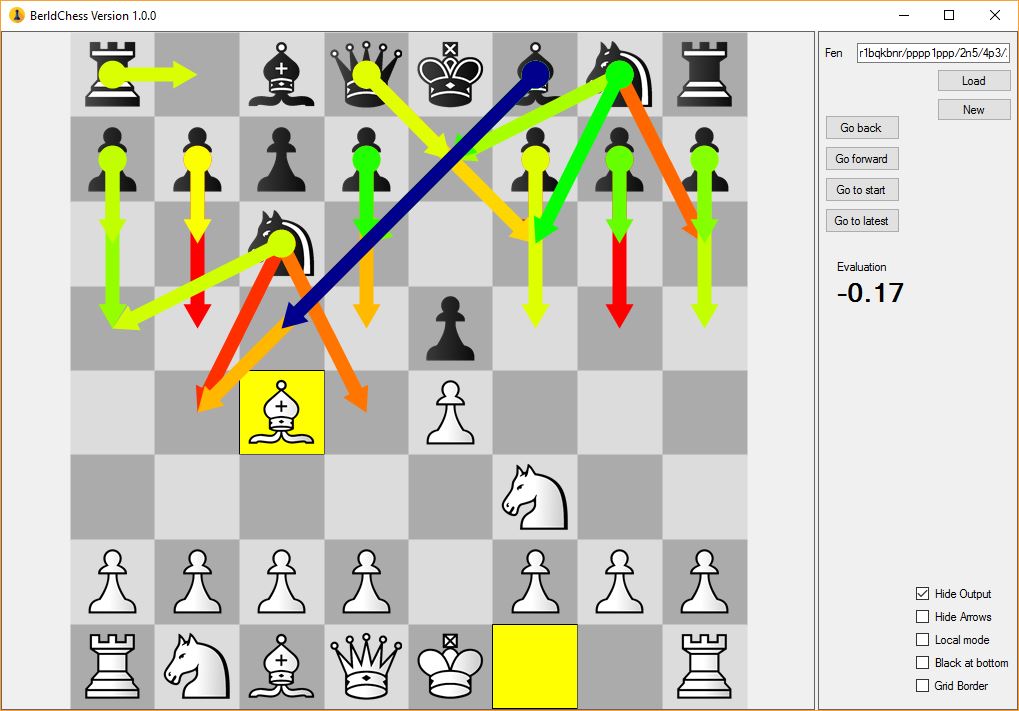 BerldChess Version 1.0.0
Fen
r1bqkbnr/pppp1ppp/2n5/4p3/
Load
New
Go back
Go forward
Go to start
Go to latest
Evaluation
-0.17
Hide Output
Hide Arrows
Local mode
Black at bottom
Grid Border